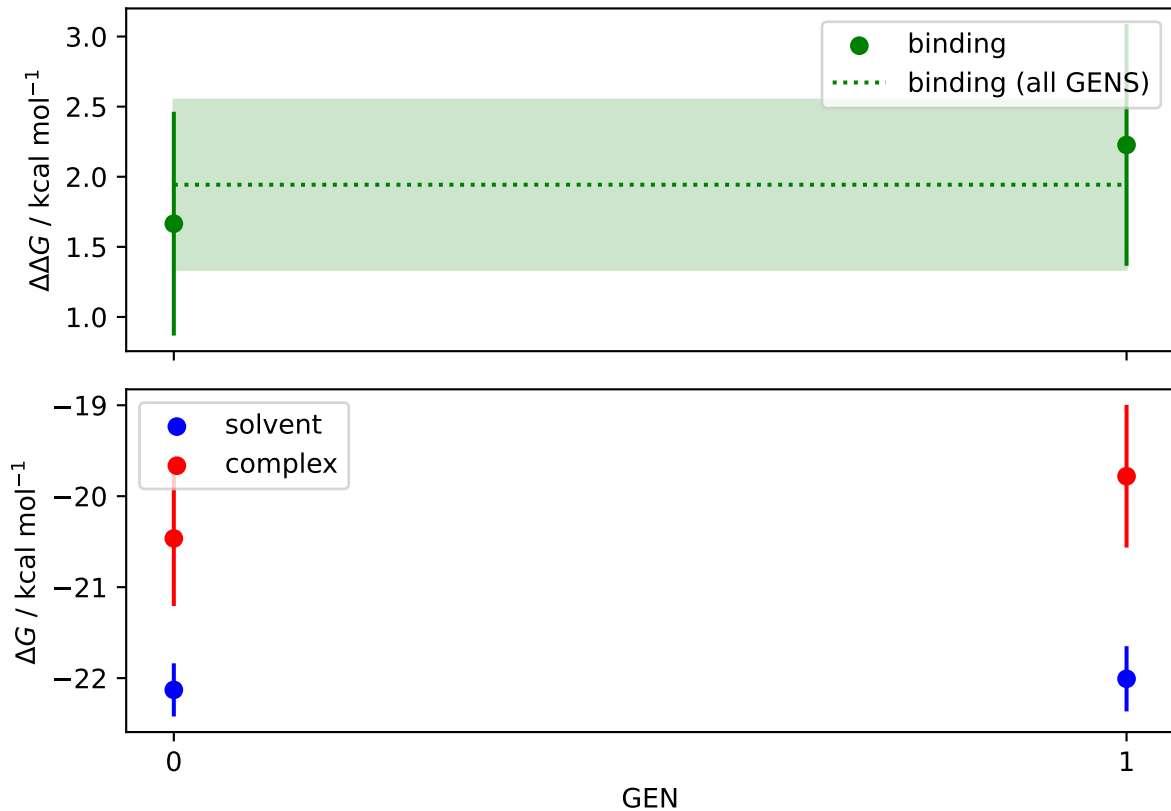 3.0
2.5
2.0
1.5
1.0
ΔΔG / kcal mol⁻¹
binding
binding (all GENS)
−19
−20
−21
−22
ΔG / kcal mol⁻¹
solvent
complex
0
1
GEN